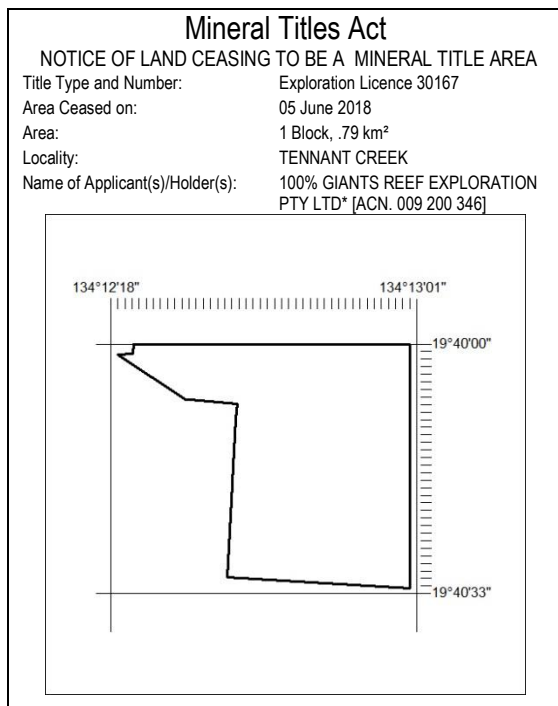 Mineral Titles Act
NOTICE OF LAND CEASING TO BE A MINERAL TITLE AREA
Title Type and Number: Exploration Licence 30167
Area Ceased on: 05 June 2018
Area: 1 Block, .79 km²
Locality: TENNANT CREEK
Name of Applicant(s)/Holder(s): 100% GIANTS REEF EXPLORATION
PTY LTD* [ACN. 009 200 346]
134°12'18" 134°13'01"
19°40'00"
19°40'33"